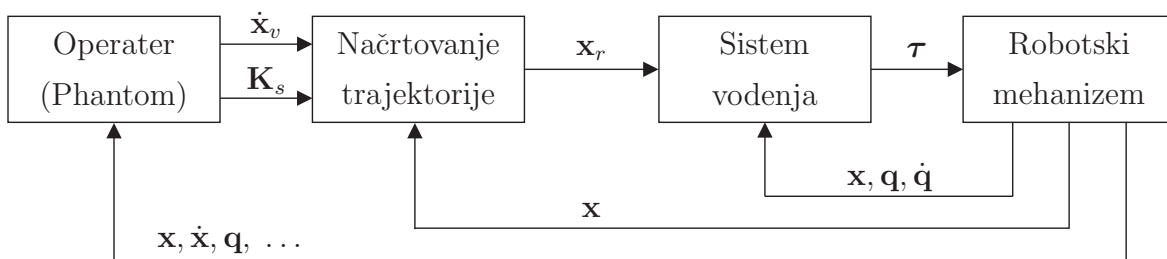 Operater
(Phantom)
ẋ_v
K_s
Načrtovanje
trajektorije
x_r
Sistem
vodenja
τ
Robotski
mehanizem
x, q, q̇
x
x, ẋ, q, …